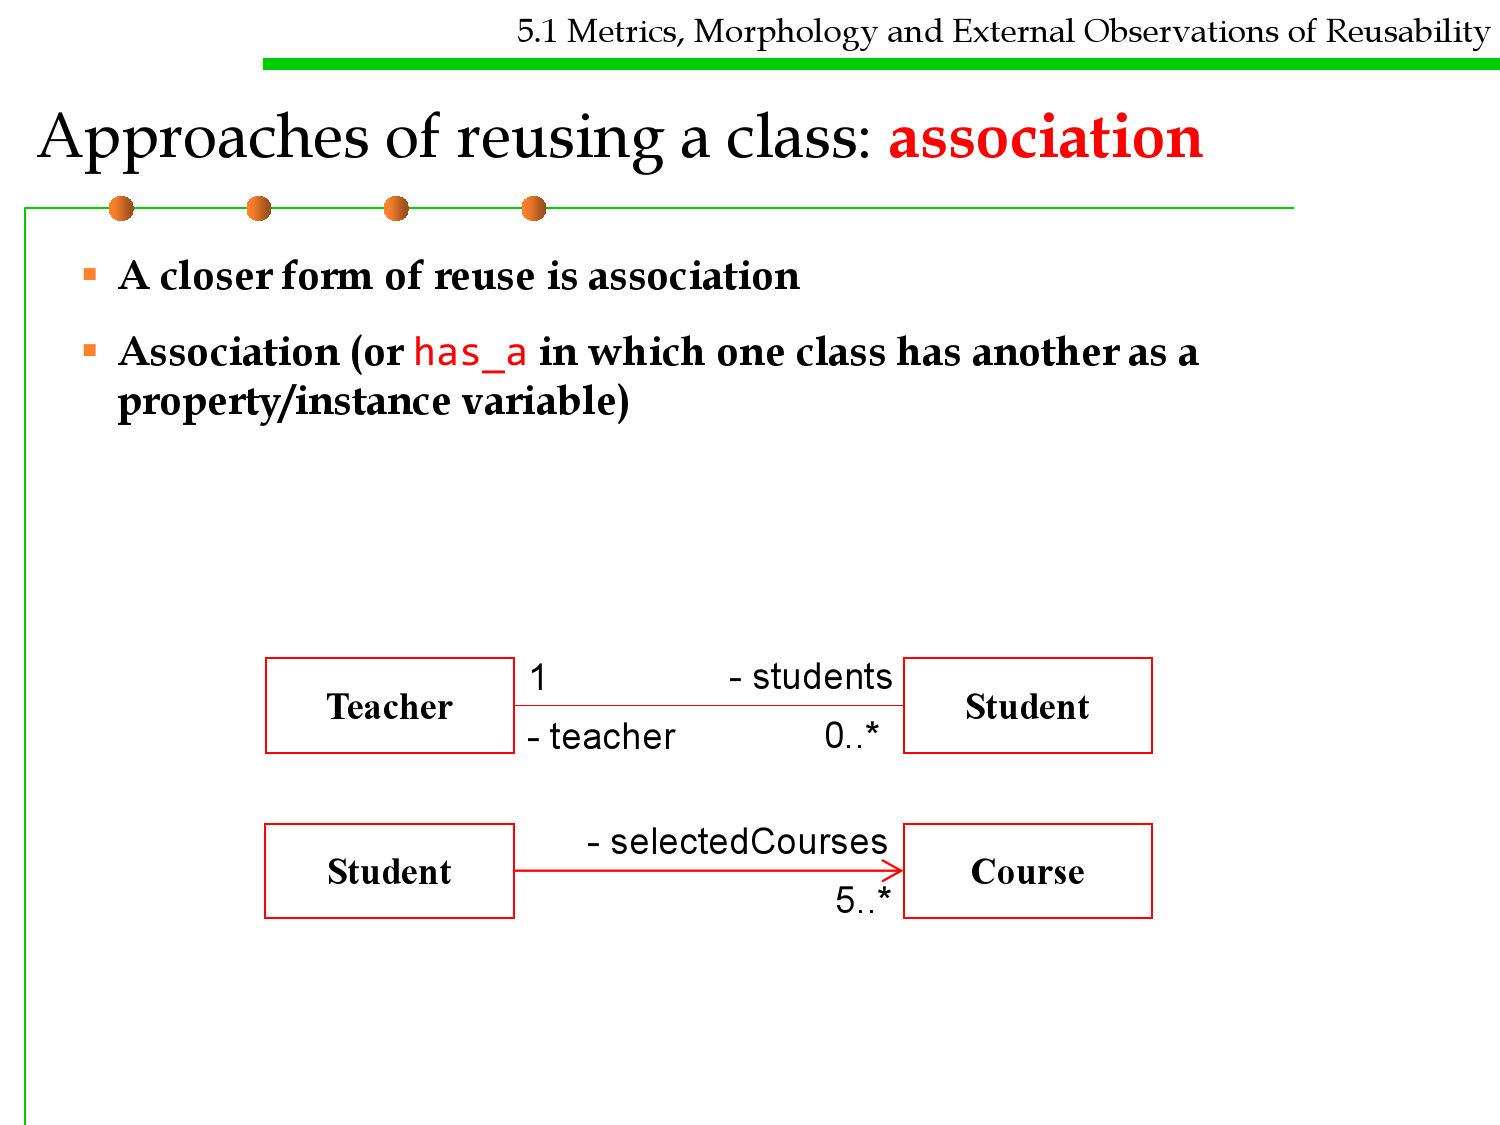 5.1 Metrics, Morphology and External Observations of Reusability
Approaches of reusing a class: association
▪ A closer form of reuse is association
▪ Association (or has_a in which one class has another as a
property/instance variable)
Teacher
1
- students
- teacher
0..*
Student
Student
- selectedCourses
5..*
Course